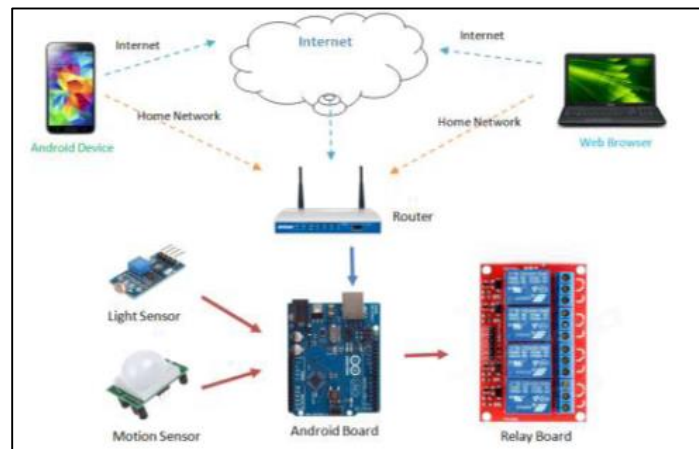 Internet
Internet
Internet
Home Network
Home Network
Android Device
Web Browser
Router
Light Sensor
Motion Sensor
Android Board
Relay Board